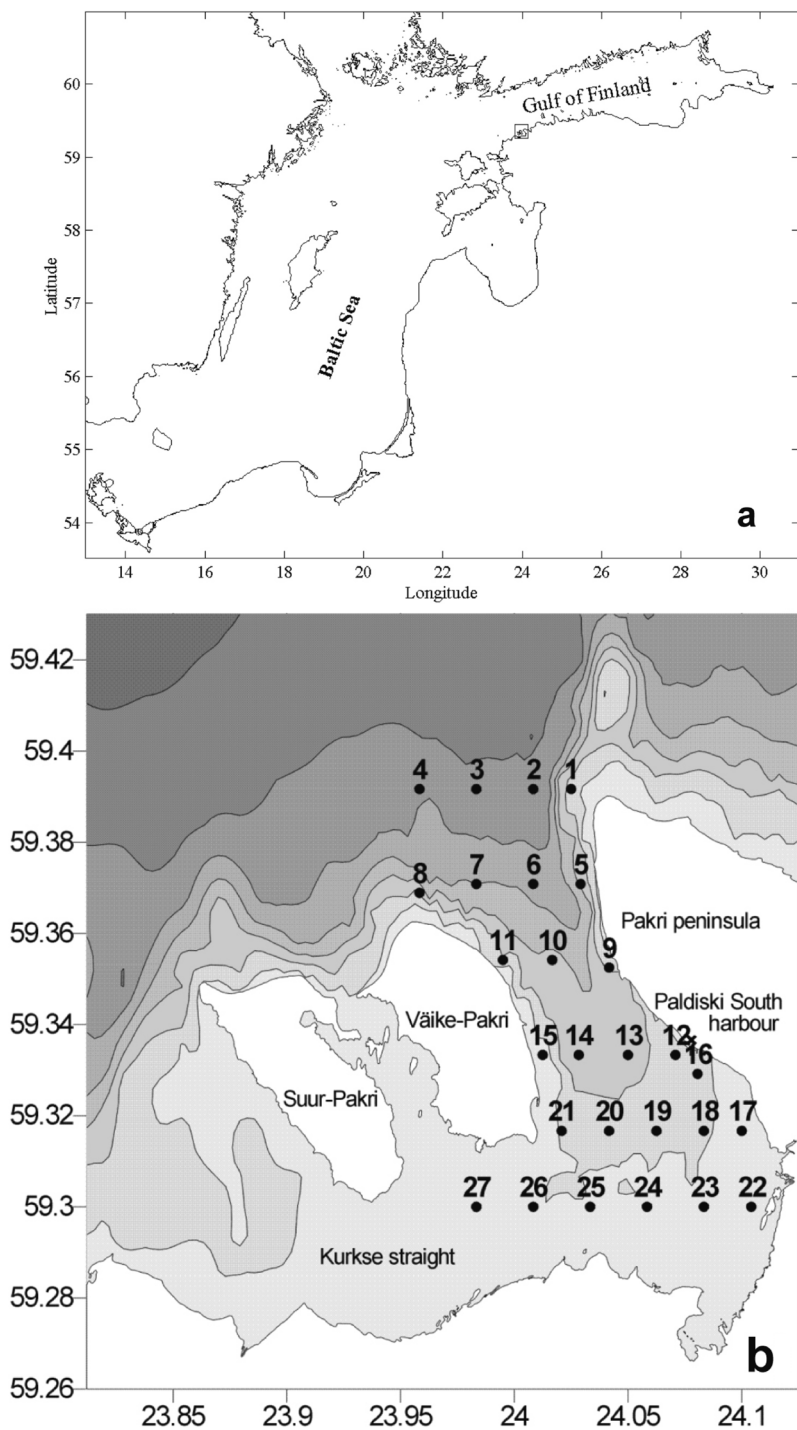 60
59
58
57
56
55
54
Latitude
Gulf of Finland
Baltic Sea
a
14 16 18 20 22 24 26 28 30
Longitude
59.42
59.4
59.38
59.36
59.34
59.32
59.3
59.28
59.26
4 3 2 1
8 7 6 5
Pakri peninsula
11 10 9
Väike-Pakri
Paldiski South
harbour
15 14 13 12 16
Suur-Pakri
21 20 19 18 17
27 26 25 24 23 22
Kurkse straight
b
23.85 23.9 23.95 24 24.05 24.1